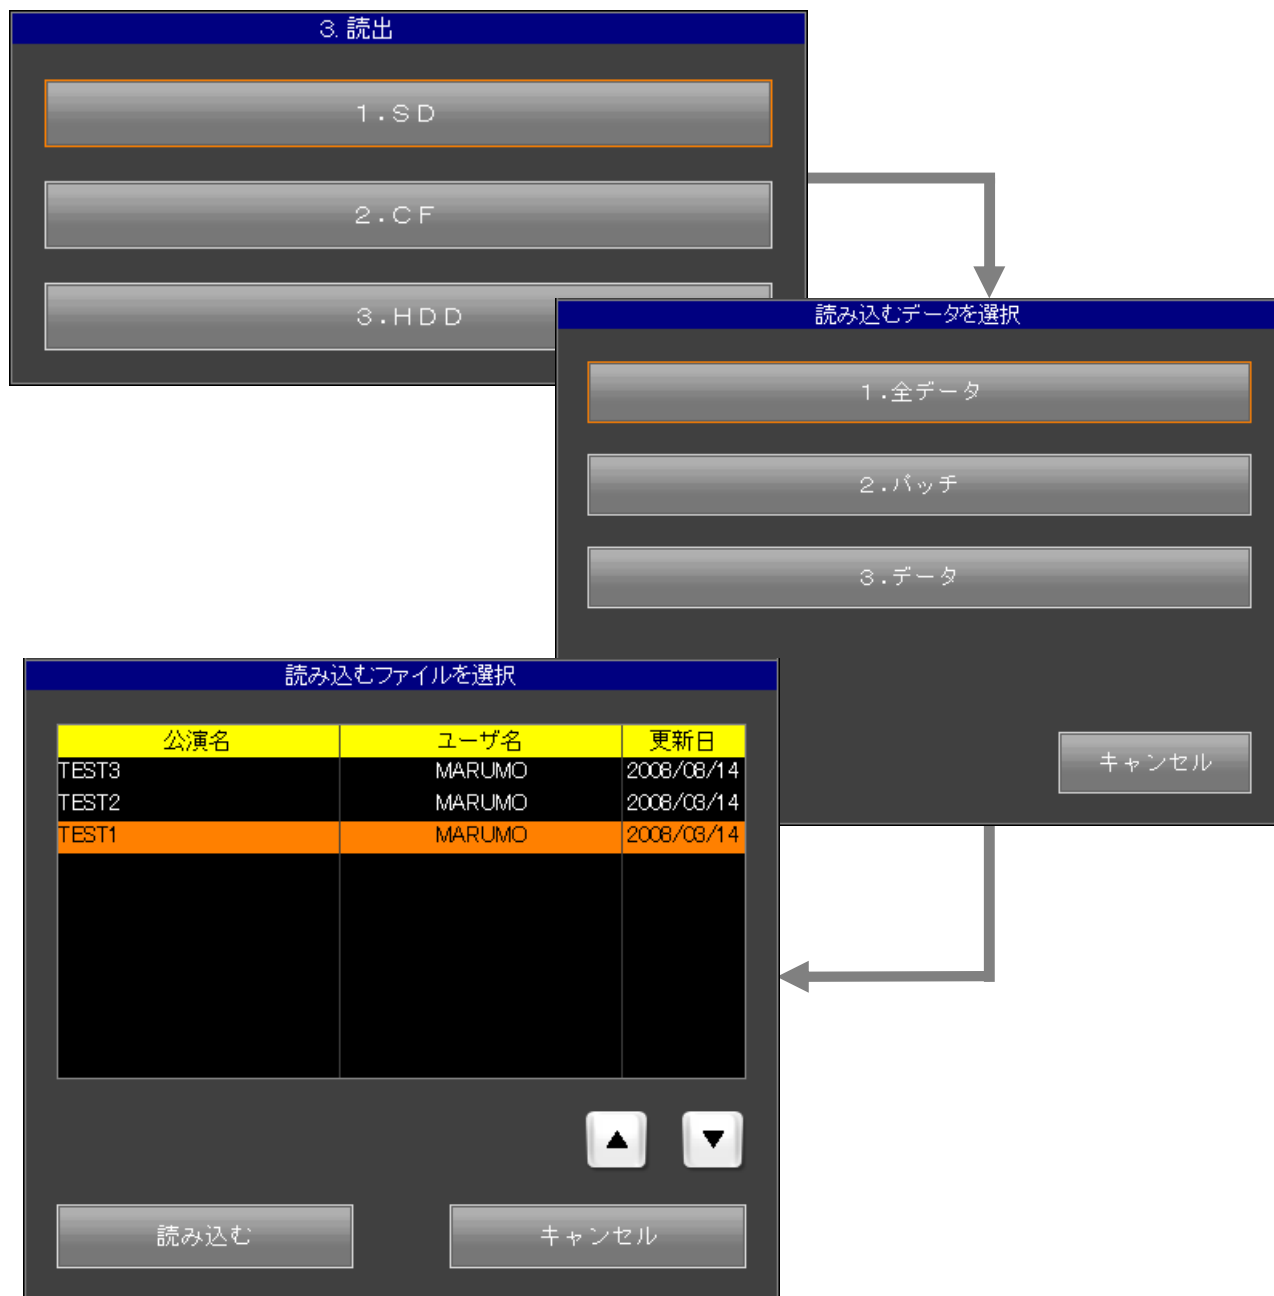 3. 読出
1.SD
2.CF
3.HDD
読み込むデータを選択
1.全データ
2.パッチ
3.データ
キャンセル
読み込むファイルを選択
公演名 ユーザ名 更新日
TEST3 MARUMO 2008/08/14
TEST2 MARUMO 2008/03/14
TEST1 MARUMO 2008/03/14
▲ ▼
読み込む キャンセル